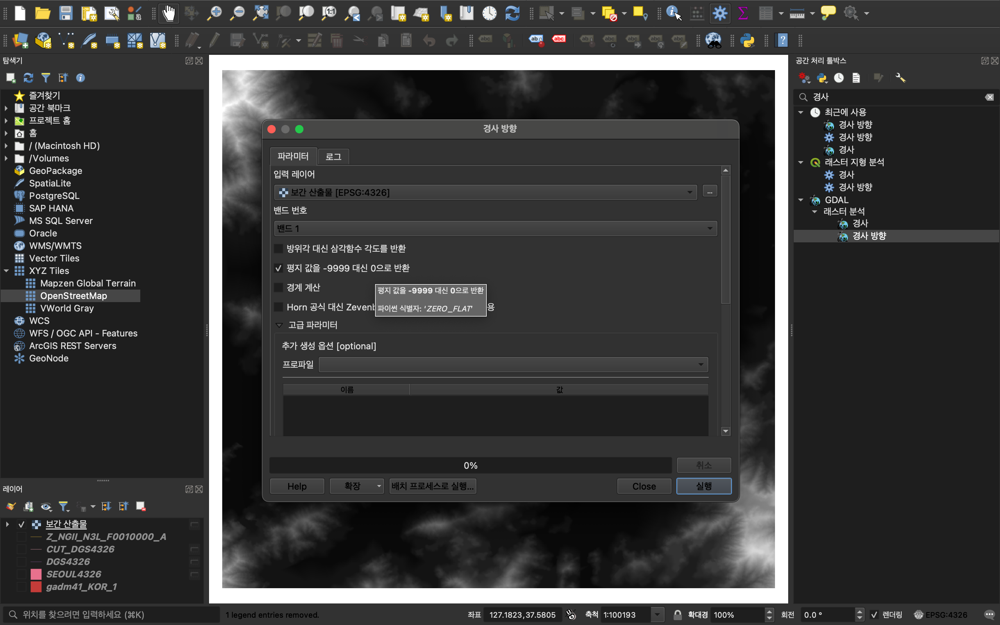 탐색기
즐겨찾기
공간 북마크
프로젝트 홈
홈
/ (Macintosh HD)
/Volumes
GeoPackage
SpatiaLite
PostgreSQL
SAP HANA
MS SQL Server
Oracle
WMS/WMTS
Vector Tiles
XYZ Tiles
Mapzen Global Terrain
OpenStreetMap
VWorld Gray
WCS
WFS / OGC API - Features
ArcGIS REST Servers
GeoNode
레이어
보간 산출물
Z_NGII_N3L_F0010000_A
CUT_DGS4326
DGS4326
SEOUL4326
gadm41_KOR_1
경사 방향
파라미터
로그
입력 레이어
보간 산출물 [EPSG:4326]
...
밴드 번호
밴드 1
방위각 대신 삼각함수 각도를 반환
평지 값을 -9999 대신 0으로 반환
경계 계산
평지 값을 -9999 대신 0으로 반환
파이썬 식별자: 'ZERO_FLAT'
Horn 공식 대신 Zevenb
용
고급 파라미터
추가 생성 옵션 [optional]
프로파일
이름
값
0%
취소
Help
확장
배치 프로세스로 실행...
Close
실행
공간 처리 툴박스
경사
최근에 사용
경사 방향
경사 방향
경사
래스터 지형 분석
경사
경사 방향
GDAL
래스터 분석
경사
경사 방향
위치를 찾으려면 입력하세요 (⌘K)
1 legend entries removed.
좌표
127.1823,37.5805
축척
1:100193
확대경
100%
회전
0.0 °
렌더링
EPSG:4326